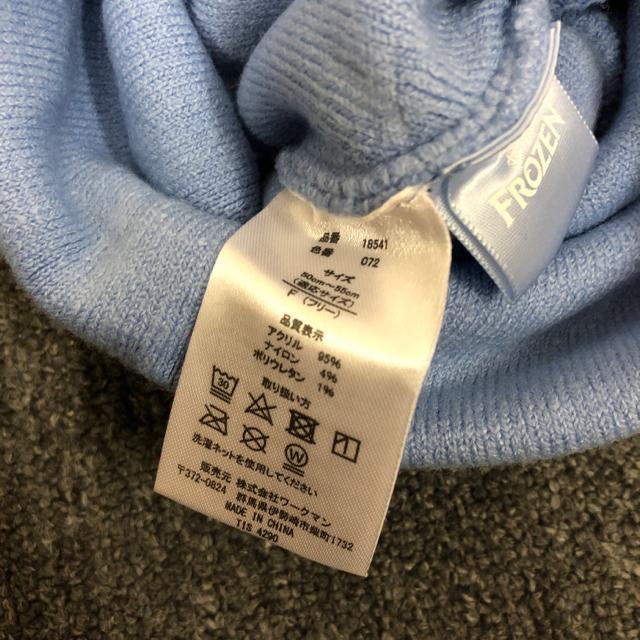 FROZEN
品番 18541
色番 072
サイズ
50cm~55cm
(適応サイズ)
F (フリー)
品質表示
アクリル 95%
ナイロン 4%
ポリウレタン 1%
取り扱い方
30
W
洗濯ネットを使用してください。
販売元 株式会社ワークマン
〒372-0824 群馬県伊勢崎市柴町1732
MADE IN CHINA
TIS 4290